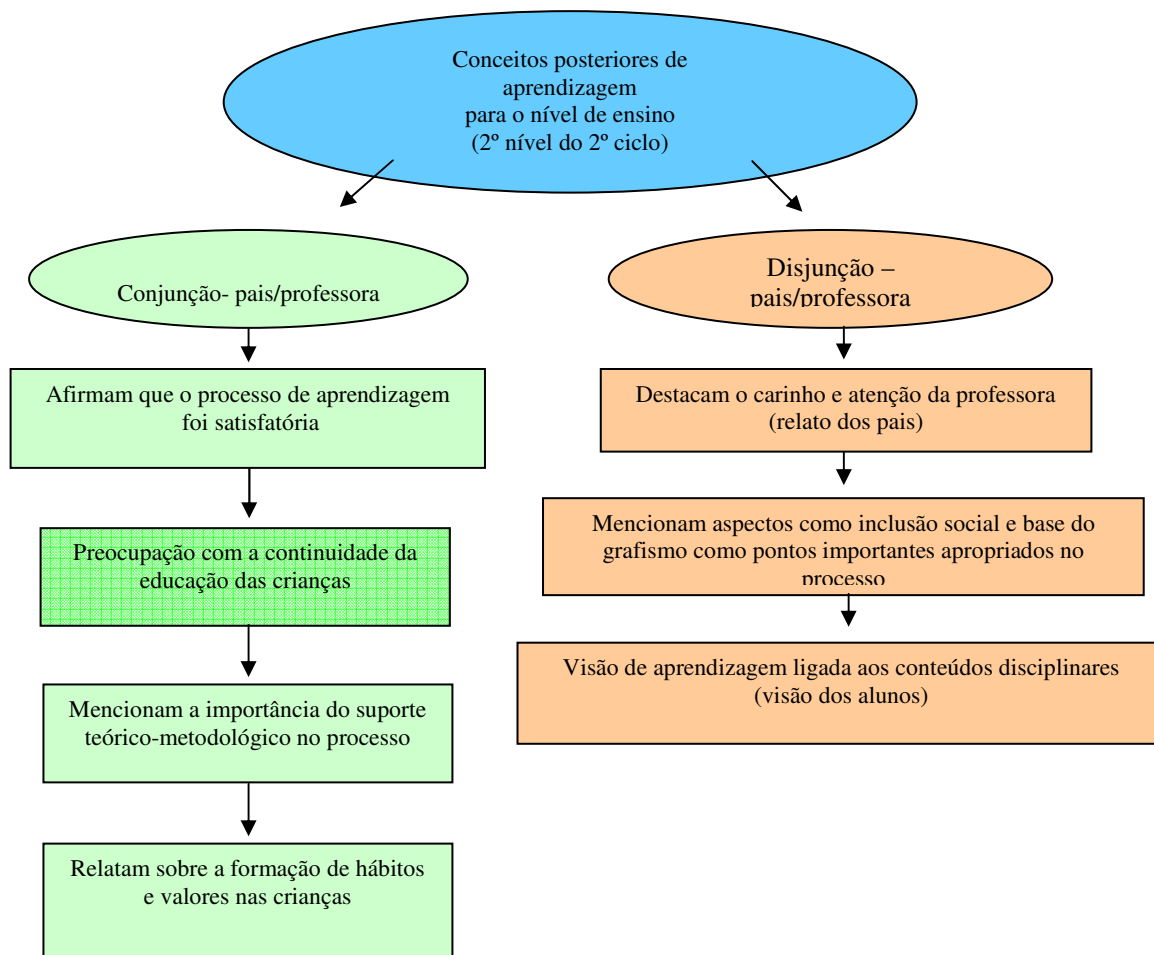 Conceitos posteriores de
aprendizagem
para o nível de ensino
(2º nível do 2º ciclo)
Conjunção- pais/professora
Afirmam que o processo de aprendizagem
foi satisfatória
Preocupação com a continuidade da
educação das crianças
Mencionam a importância do suporte
teórico-metodológico no processo
Relatam sobre a formação de hábitos
e valores nas crianças
Disjunção –
pais/professora
Destacam o carinho e atenção da professora
(relato dos pais)
Mencionam aspectos como inclusão social e base do
grafismo como pontos importantes apropriados no
processo
Visão de aprendizagem ligada aos conteúdos disciplinares
(visão dos alunos)